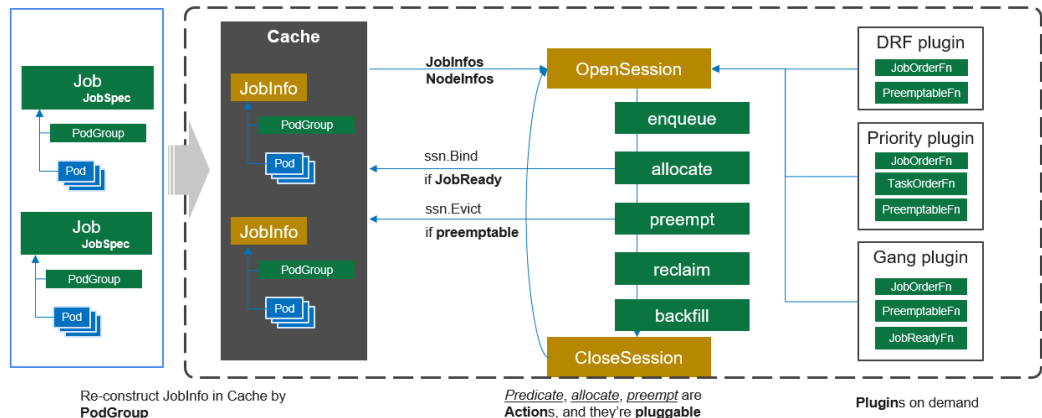 Job
JobSpec
PodGroup
Pod
Job
JobSpec
PodGroup
Pod
Cache
JobInfo
PodGroup
Pod
JobInfo
PodGroup
Pod
JobInfos
NodeInfos
ssn.Bind
if JobReady
ssn.Evict
if preemptable
OpenSession
enqueue
allocate
preempt
reclaim
backfill
CloseSession
DRF plugin
JobOrderFn
PreemptableFn
Priority plugin
JobOrderFn
TaskOrderFn
PreemptableFn
Gang plugin
JobOrderFn
PreemptableFn
JobReadyFn
Re-construct JobInfo in Cache by
PodGroup
Predicate, allocate, preempt are
Actions, and they're pluggable
Plugins on demand